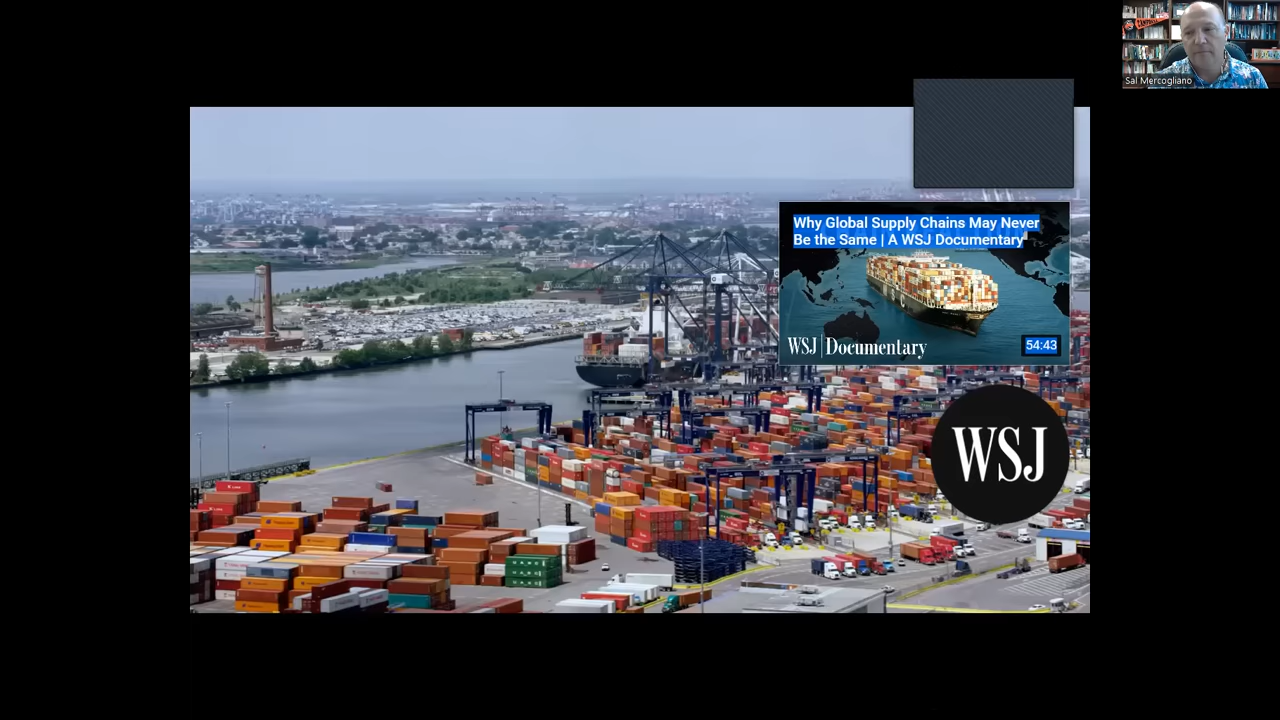 Sal Mercogliano
Why Global Supply Chains May Never
Be the Same | A WSJ Documentary
WSJ | Documentary
54:43
WSJ